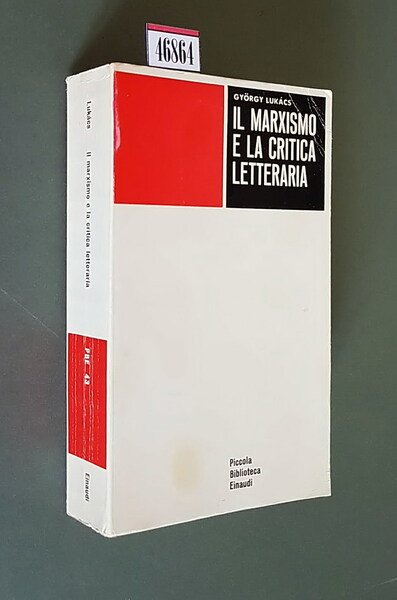 46864
GYÖRGY LUKÁCS
IL MARXISMO
E LA CRITICA
LETTERARIA
Piccola
Biblioteca
Einaudi
Lukács Il marxismo e la critica letteraria
PBE 43
Einaudi